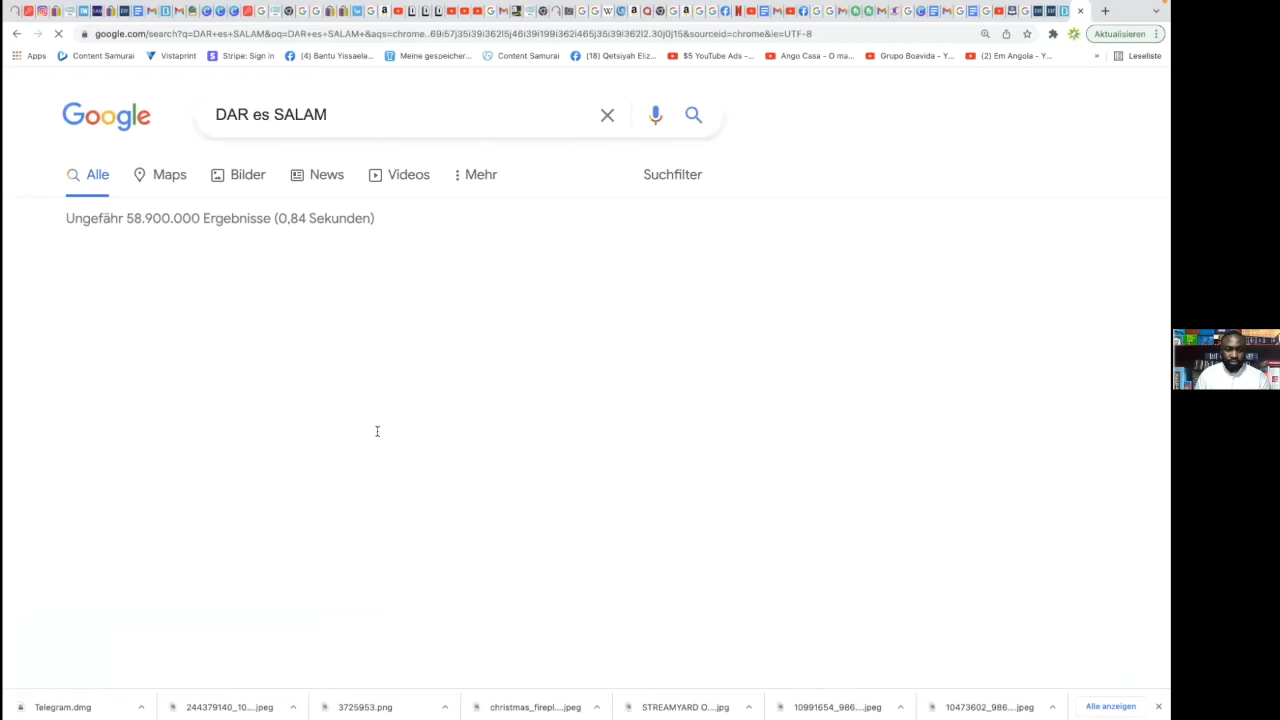 google.com/search?q=DAR+es+SALAM&oq=DAR+es+SALAM+&aqs=chrome..69i57j35i39i362l5j46i39i199i362i465j35i39i362l2.30j0j15&sourceid=chrome&ie=UTF-8 Aktualisieren
Apps Content Samurai Vistaprint Stripe: Sign in (4) Bantu Yissaela... Meine gespeicher... Content Samurai (18) Qetsiyah Eliz... $5 YouTube Ads -... Ango Casa - O ma... Grupo Boavida - Y... (2) Em Angola - Y... » Leseliste
Google DAR es SALAM
Alle Maps Bilder News Videos Mehr Suchfilter
Ungefähr 58.900.000 Ergebnisse (0,84 Sekunden)
Telegram.dmg 244379140_10....jpeg 3725953.png christmas_firepl....jpeg STREAMYARD O....jpg 10991654_986....jpeg 10473602_986....jpeg Alle anzeigen